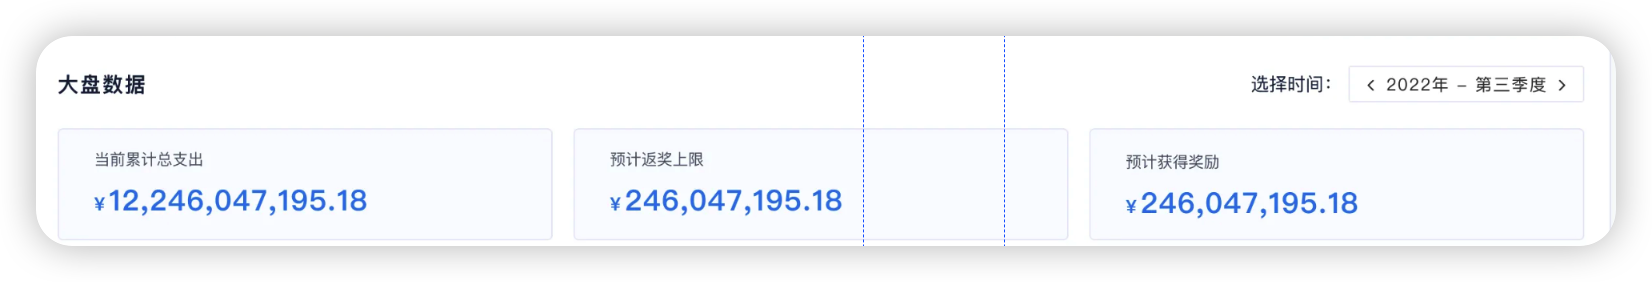 大盘数据
选择时间：
< 2022年 – 第三季度 >
当前累计总支出
¥12,246,047,195.18
预计返奖上限
¥246,047,195.18
预计获得奖励
¥246,047,195.18